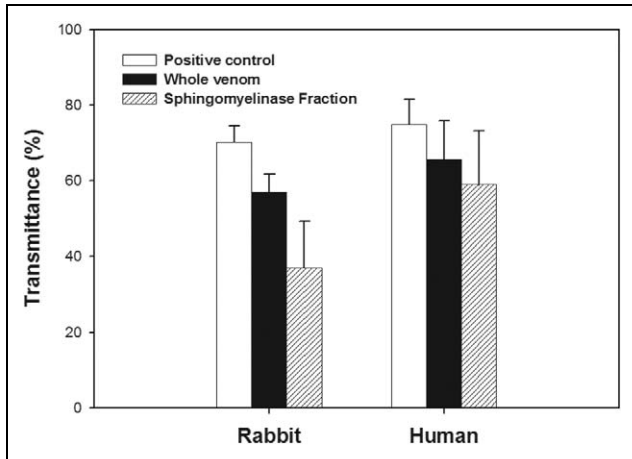 100
Positive control
Whole venom
Sphingomyelinase Fraction
80
60
40
20
0
Transmittance (%)
Rabbit Human